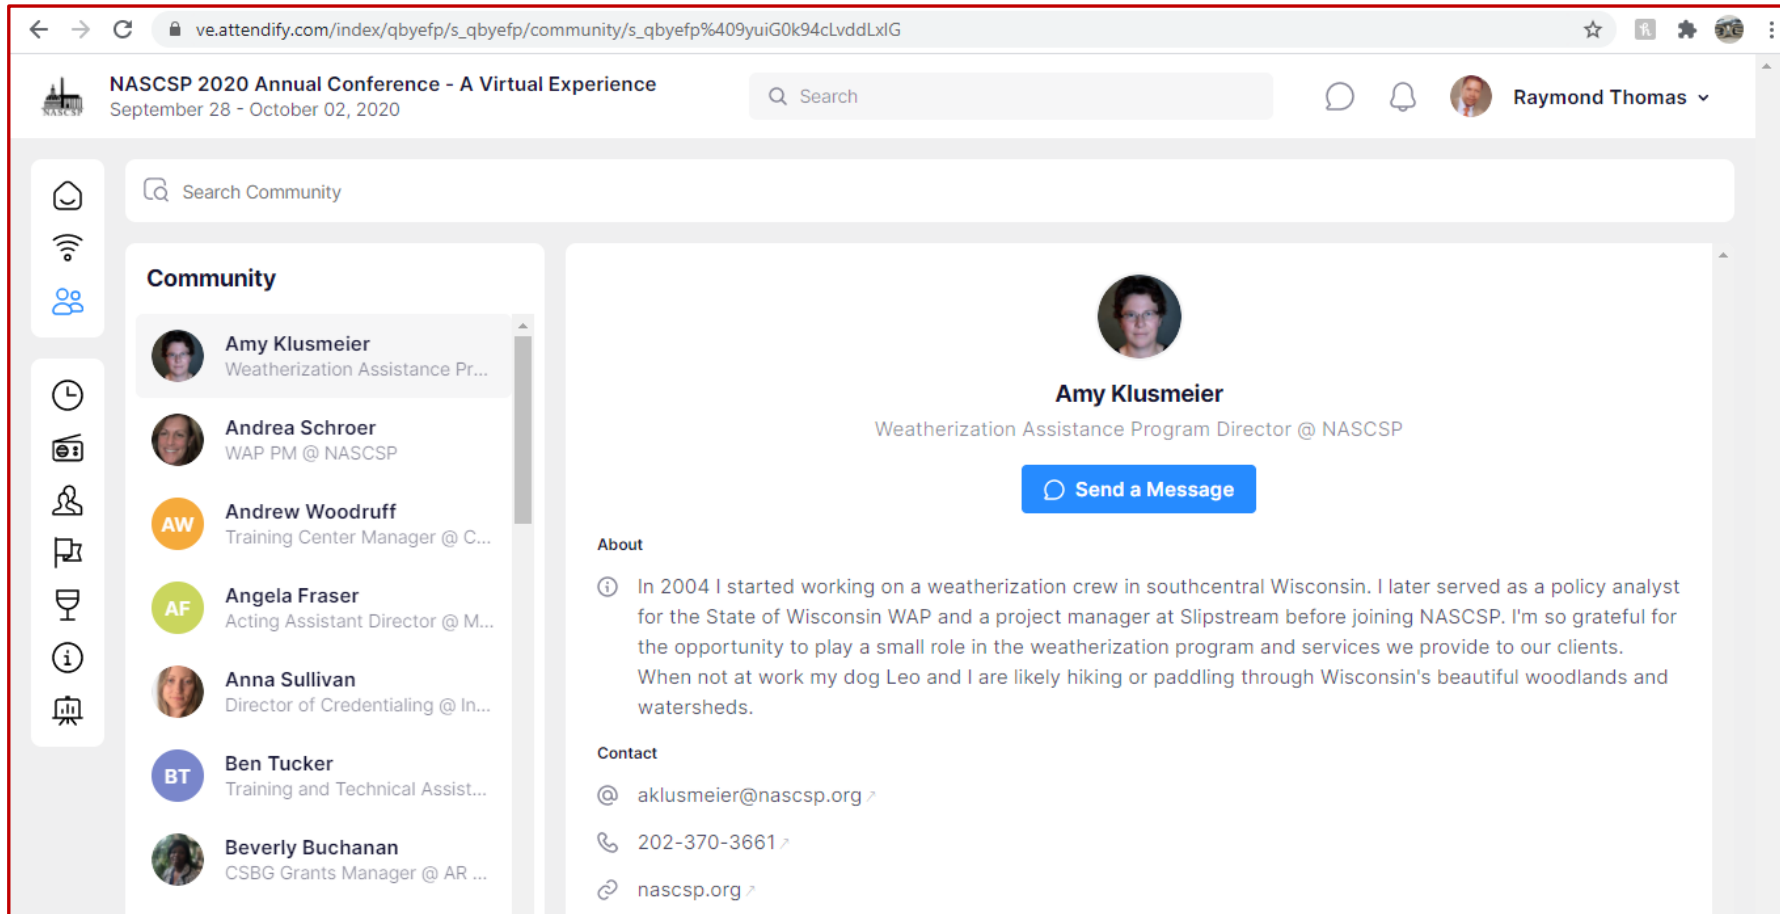 ve.attendify.com/index/qbyefp/s_qbyefp/community/s_qbyefp%409yuiG0k94cLvddLxlG
NASCSP
NASCSP 2020 Annual Conference - A Virtual Experience
September 28 - October 02, 2020
Search
Raymond Thomas
Search Community
Community
Amy Klusmeier
Weatherization Assistance Pr...
Andrea Schroer
WAP PM @ NASCSP
AW
Andrew Woodruff
Training Center Manager @ C...
AF
Angela Fraser
Acting Assistant Director @ M...
Anna Sullivan
Director of Credentialing @ In...
BT
Ben Tucker
Training and Technical Assist...
Beverly Buchanan
CSBG Grants Manager @ AR ...
Amy Klusmeier
Weatherization Assistance Program Director @ NASCSP
Send a Message
About
In 2004 I started working on a weatherization crew in southcentral Wisconsin. I later served as a policy analyst
for the State of Wisconsin WAP and a project manager at Slipstream before joining NASCSP. I'm so grateful for
the opportunity to play a small role in the weatherization program and services we provide to our clients.
When not at work my dog Leo and I are likely hiking or paddling through Wisconsin's beautiful woodlands and
watersheds.
Contact
aklusmeier@nascsp.org
202-370-3661
nascsp.org